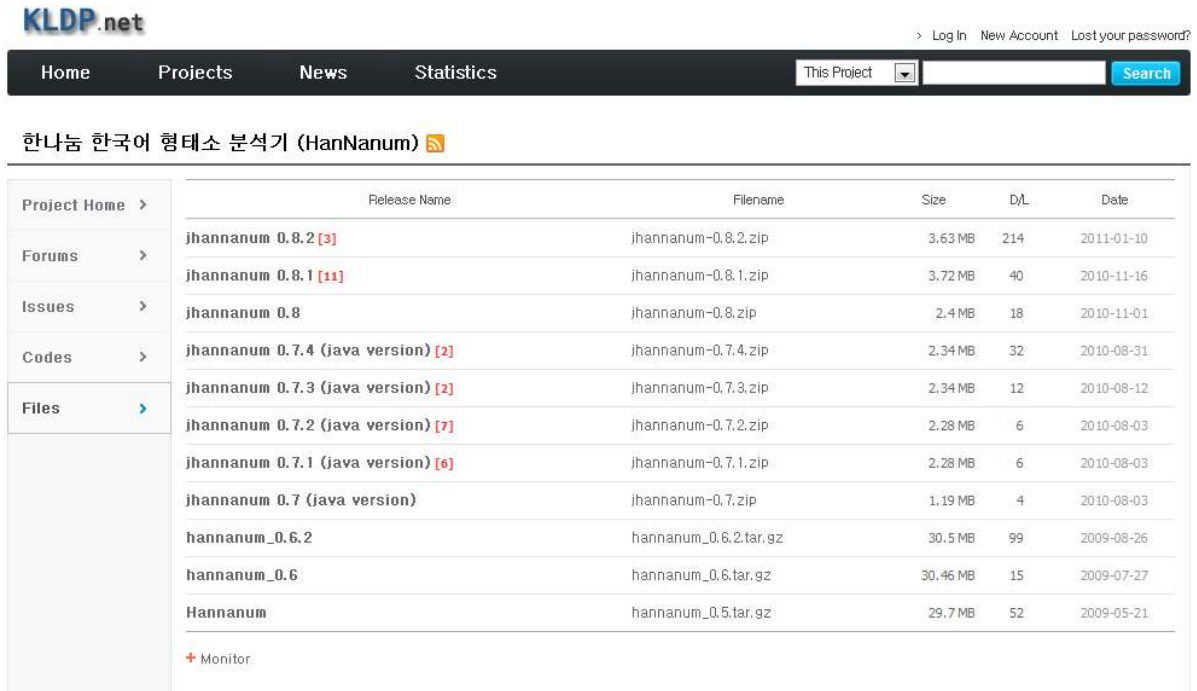 KLDP.net
> Log In New Account Lost your password?
Home Projects News Statistics This Project Search
한나눔 한국어 형태소 분석기 (HanNanum)
Project Home >
Forums >
Issues >
Codes >
Files >
Release Name Filename Size D/L Date
jhannanum 0.8.2 [3] jhannanum-0.8.2.zip 3.63 MB 214 2011-01-10
jhannanum 0.8.1 [11] jhannanum-0.8.1.zip 3.72 MB 40 2010-11-16
jhannanum 0.8 jhannanum-0.8.zip 2.4 MB 18 2010-11-01
jhannanum 0.7.4 (java version) [2] jhannanum-0.7.4.zip 2.34 MB 32 2010-08-31
jhannanum 0.7.3 (java version) [2] jhannanum-0.7.3.zip 2.34 MB 12 2010-08-12
jhannanum 0.7.2 (java version) [7] jhannanum-0.7.2.zip 2.28 MB 6 2010-08-03
jhannanum 0.7.1 (java version) [6] jhannanum-0.7.1.zip 2.28 MB 6 2010-08-03
jhannanum 0.7 (java version) jhannanum-0.7.zip 1.19 MB 4 2010-08-03
hannanum_0.6.2 hannanum_0.6.2.tar.gz 30.5 MB 99 2009-08-26
hannanum_0.6 hannanum_0.6.tar.gz 30.46 MB 15 2009-07-27
Hannanum hannanum_0.5.tar.gz 29.7 MB 52 2009-05-21
+ Monitor